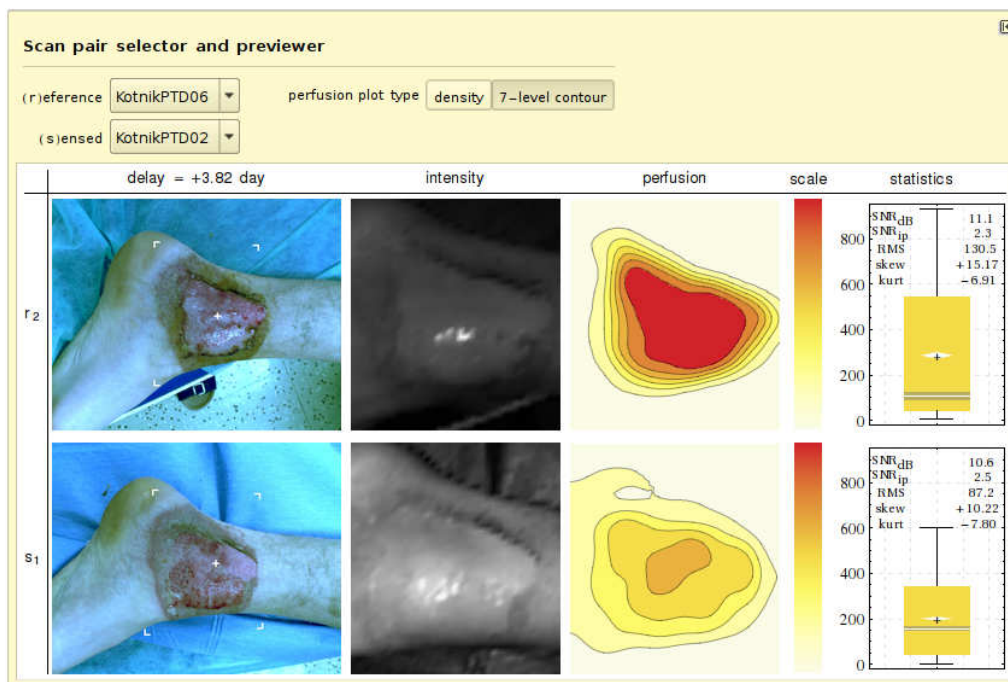 Scan pair selector and previewer
(r)eference KotnikPTD06 perfusion plot type density 7-level contour
(s)ensed KotnikPTD02
delay = +3.82 day intensity perfusion scale statistics
r2
800
600
400
200
0
SNRdB 11.1
SNRip 2.3
RMS 130.5
skew +15.17
kurt -6.91
s1
800
600
400
200
0
SNRdB 10.6
SNRip 2.5
RMS 87.2
skew +10.22
kurt -7.80